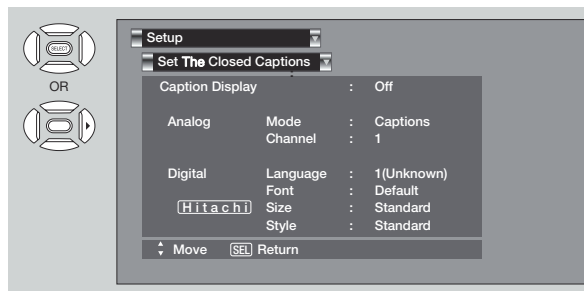 SELECT
OR
Setup
Set The Closed Captions
Caption Display : Off
Analog Mode : Captions
Channel : 1
Digital Language : 1(Unknown)
Font : Default
Hitachi Size : Standard
Style : Standard
Move SEL Return